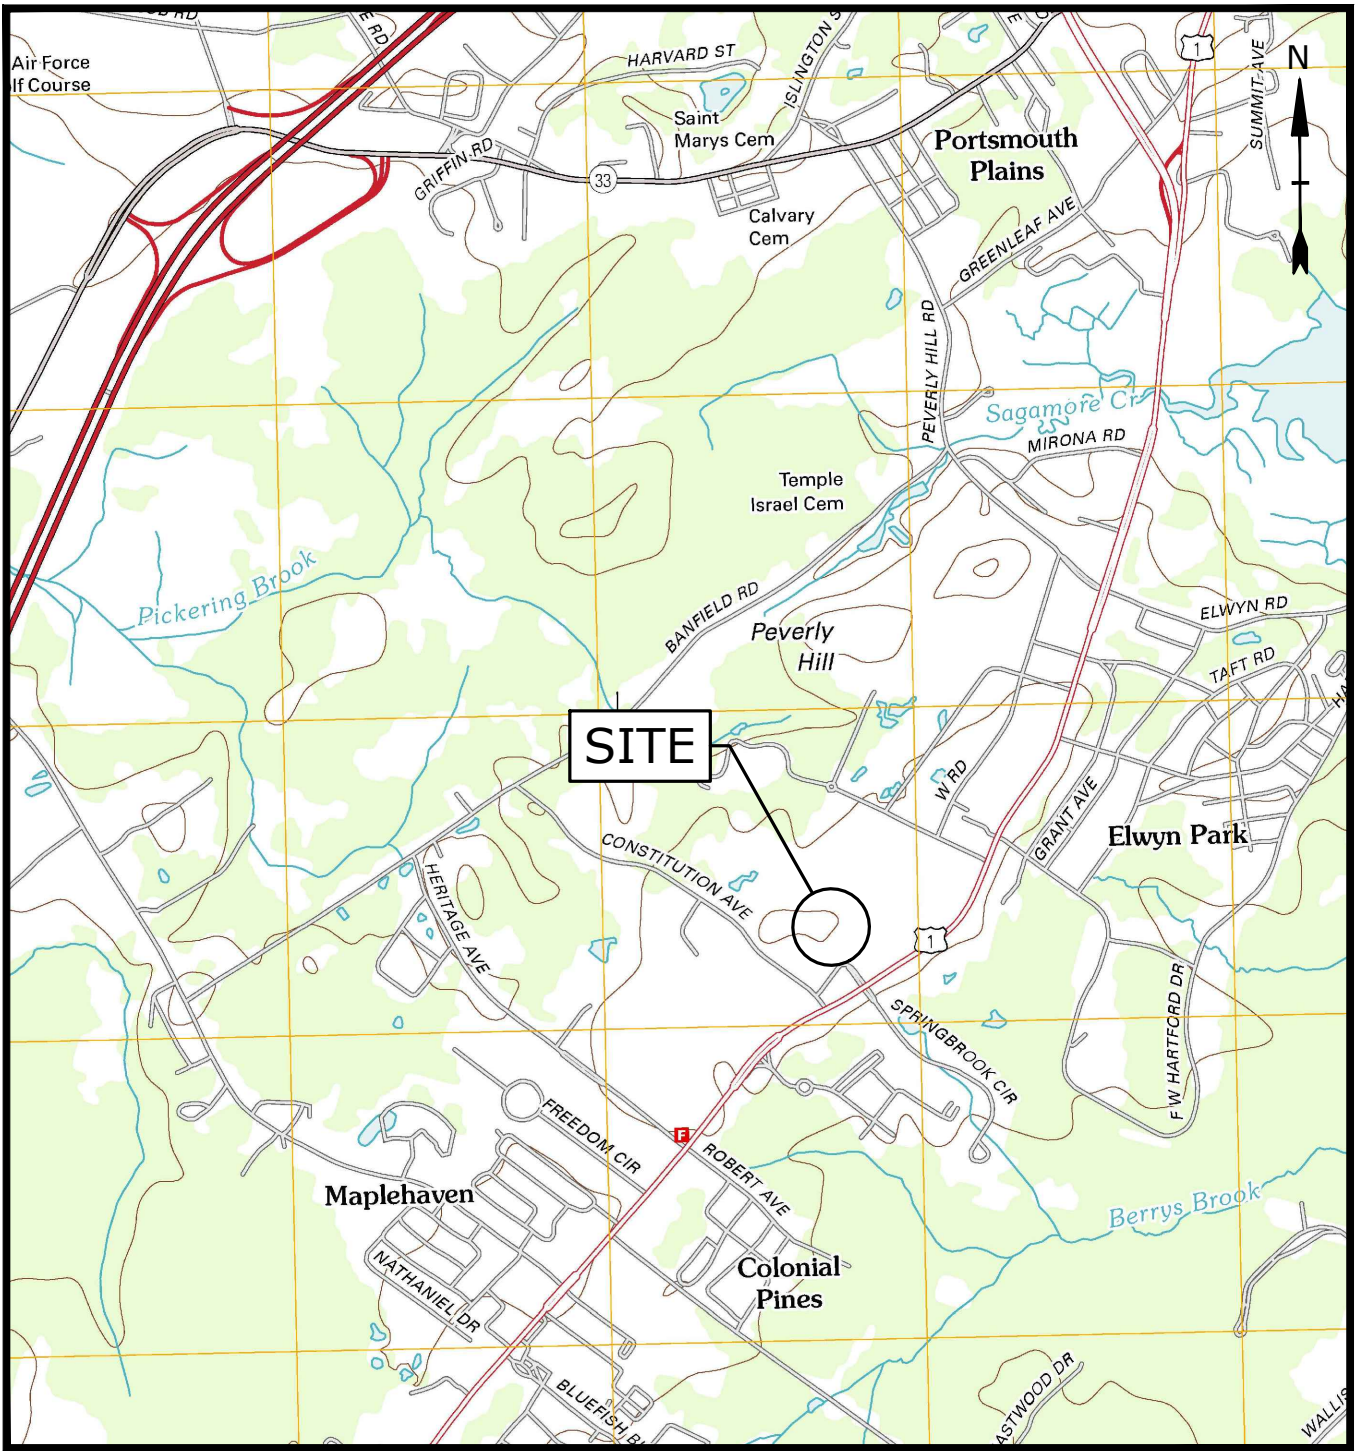 E RD
1
N
Air Force
lf Course
HARVARD ST
ISLINGTON S
SUMMIT AVE
Saint
Marys Cem
Portsmouth
Plains
GRIFFIN RD
33
Calvary
Cem
GREENLEAF AVE
PEVERLY HILL RD
Sagamore Cr
MIRONA RD
Temple
Israel Cem
Pickering Brook
BANFIELD RD
Peverly
Hill
ELWYN RD
TAFT RD
HA
SITE
W RD
GRANT AVE
Elwyn Park
CONSTITUTION AVE
HERITAGE AVE
1
SPRINGBROOK CIR
F W HARTFORD DR
FREEDOM CIR
F
ROBERT AVE
Maplehaven
Berrys Brook
NATHANIEL DR
Colonial
Pines
BLUEFISH B
ASTWOOD DR
WALLIS